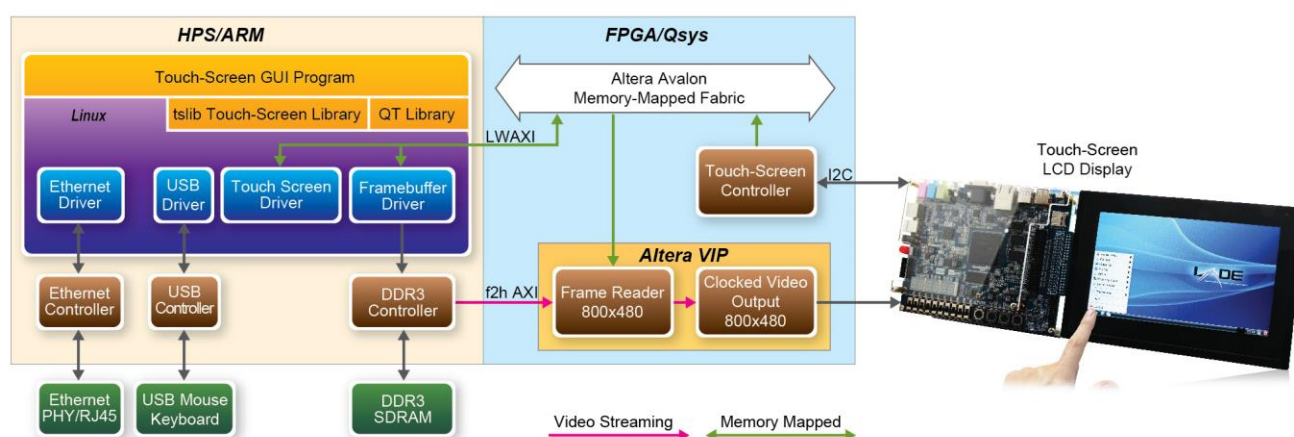 HPS/ARM
FPGA/Qsys
Touch-Screen GUI Program
Linux
tslib Touch-Screen Library
QT Library
Altera Avalon
Memory-Mapped Fabric
LWAXI
Ethernet
Driver
USB
Driver
Touch Screen
Driver
Framebuffer
Driver
Touch-Screen
Controller
I2C
Touch-Screen
LCD Display
Altera VIP
Ethernet
Controller
USB
Controller
DDR3
Controller
f2h AXI
Frame Reader
800x480
Clocked Video
Output
800x480
Ethernet
PHY/RJ45
USB Mouse
Keyboard
DDR3
SDRAM
Video Streaming
Memory Mapped